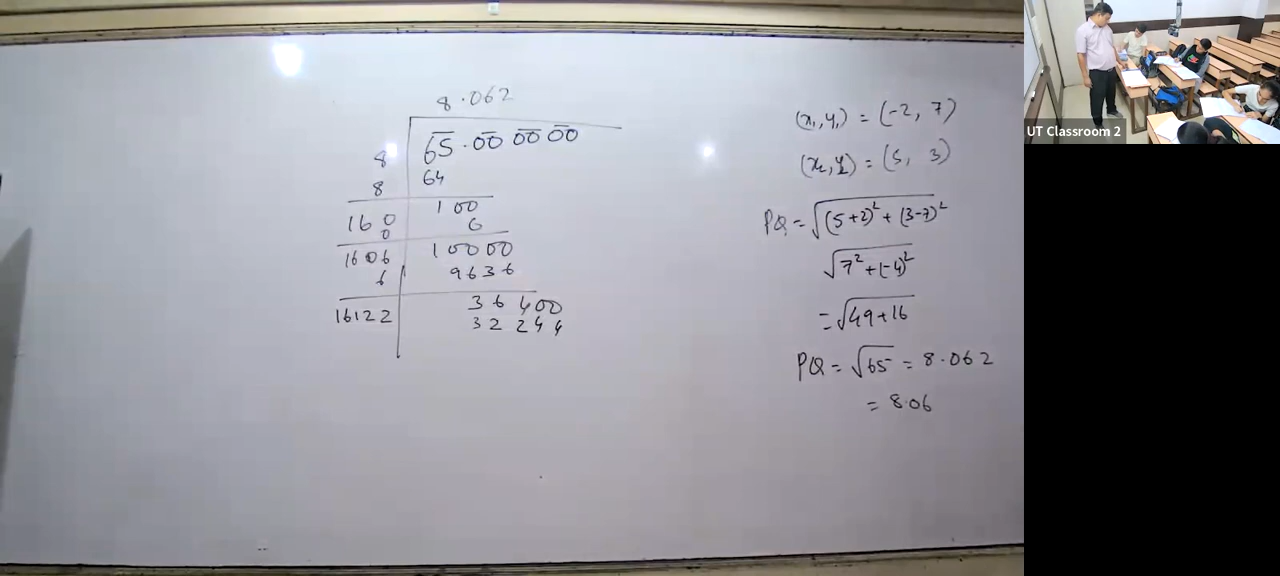 8.062
8 65.00 00 00
8 64
160 100
0 0
1606 10000
6 9636
16122 36400
32244
(x₁, y₁) = (-2, 7)
(x₂, y₂) = (5, 3)
PQ = √(5+2)² + (3-7)²
√7² + (-4)²
= √49+16
PQ = √65 = 8.062
= 8.06
UT Classroom 2